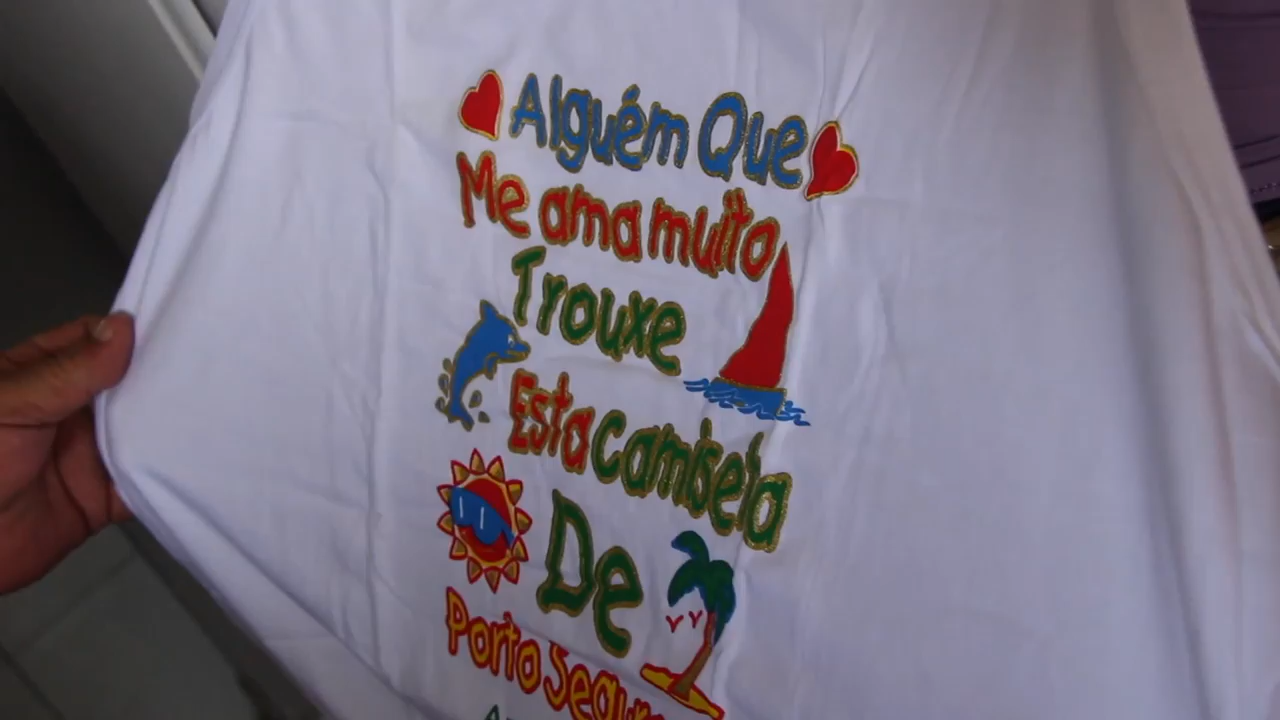 Alguém Que
Me ama muito
Trouxe
Esta camiseta
De
Porto Seguro